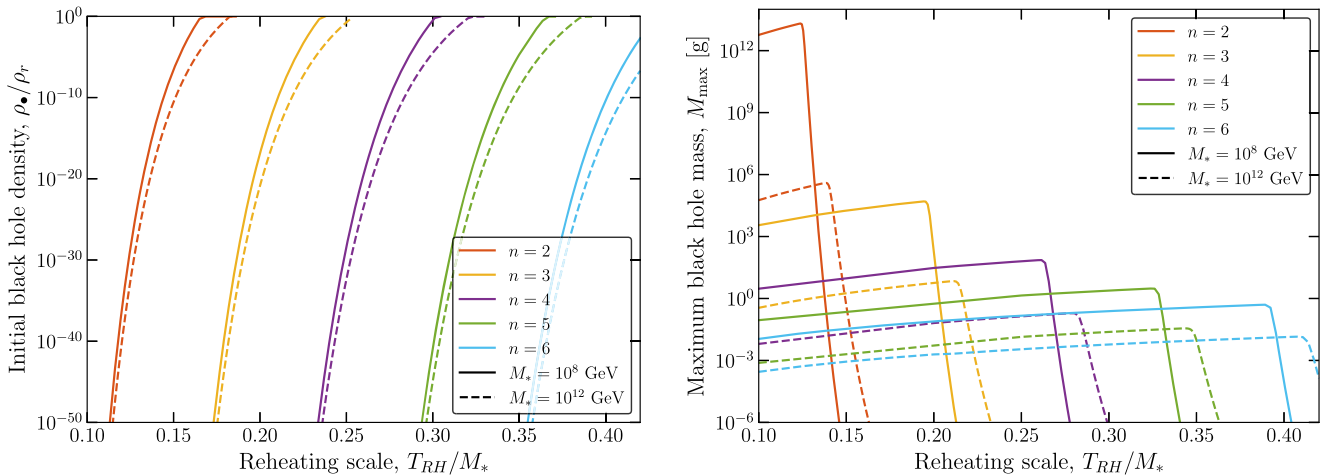 Initial black hole density, ρ●/ρr
10^0
10^−10
10^−20
10^−30
10^−40
10^−50
n = 2
n = 3
n = 4
n = 5
n = 6
M* = 10^8 GeV
M* = 10^12 GeV
0.10 0.15 0.20 0.25 0.30 0.35 0.40
Reheating scale, T_RH/M*
Maximum black hole mass, M_max [g]
10^12
10^9
10^6
10^3
10^0
10^−3
10^−6
n = 2
n = 3
n = 4
n = 5
n = 6
M* = 10^8 GeV
M* = 10^12 GeV
0.10 0.15 0.20 0.25 0.30 0.35 0.40
Reheating scale, T_RH/M*